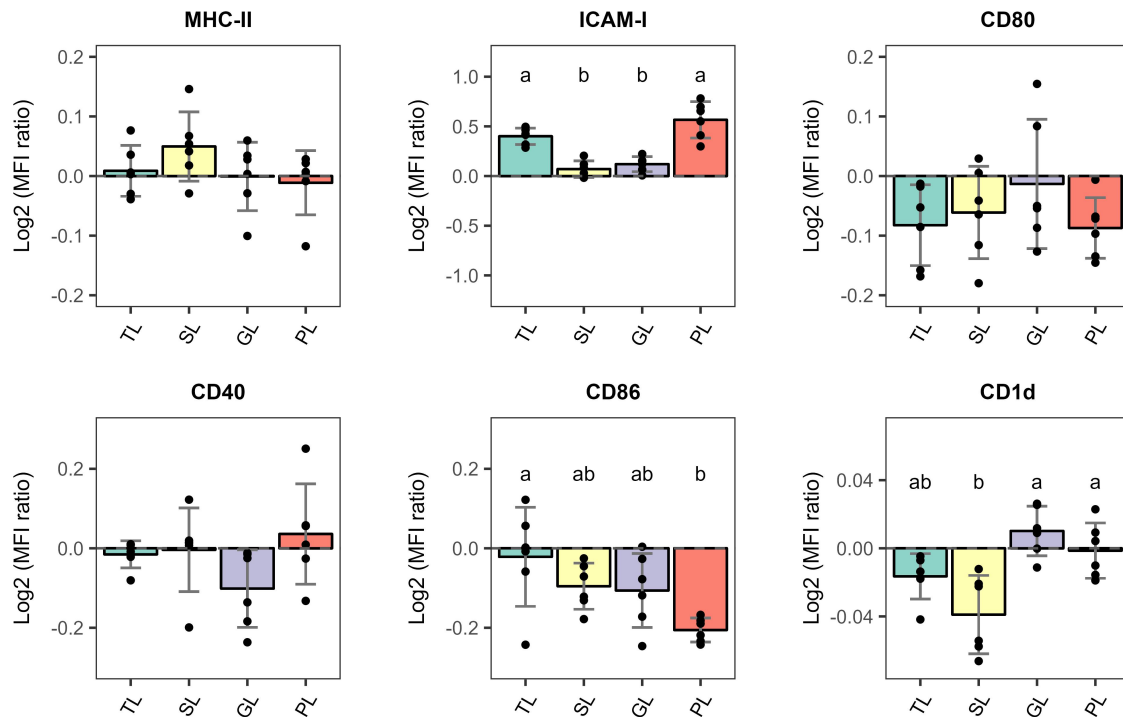 MHC-II
Log2 (MFI ratio)
0.2
0.1
0.0
-0.1
-0.2
TL SL GL PL
ICAM-I
Log2 (MFI ratio)
1.0
0.5
0.0
-0.5
-1.0
a b b a
TL SL GL PL
CD80
Log2 (MFI ratio)
0.2
0.1
0.0
-0.1
-0.2
TL SL GL PL
CD40
Log2 (MFI ratio)
0.2
0.0
-0.2
TL SL GL PL
CD86
Log2 (MFI ratio)
0.2
0.0
-0.2
a ab ab b
TL SL GL PL
CD1d
Log2 (MFI ratio)
0.04
0.00
-0.04
ab b a a
TL SL GL PL